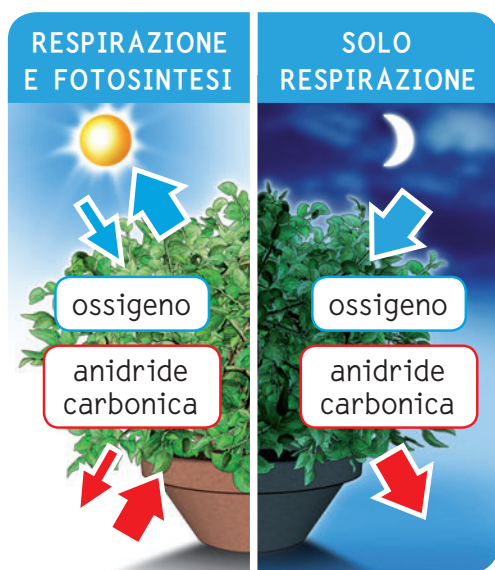 RESPIRAZIONE
E FOTOSINTESI
ossigeno
anidride
carbonica
SOLO
RESPIRAZIONE
ossigeno
anidride
carbonica